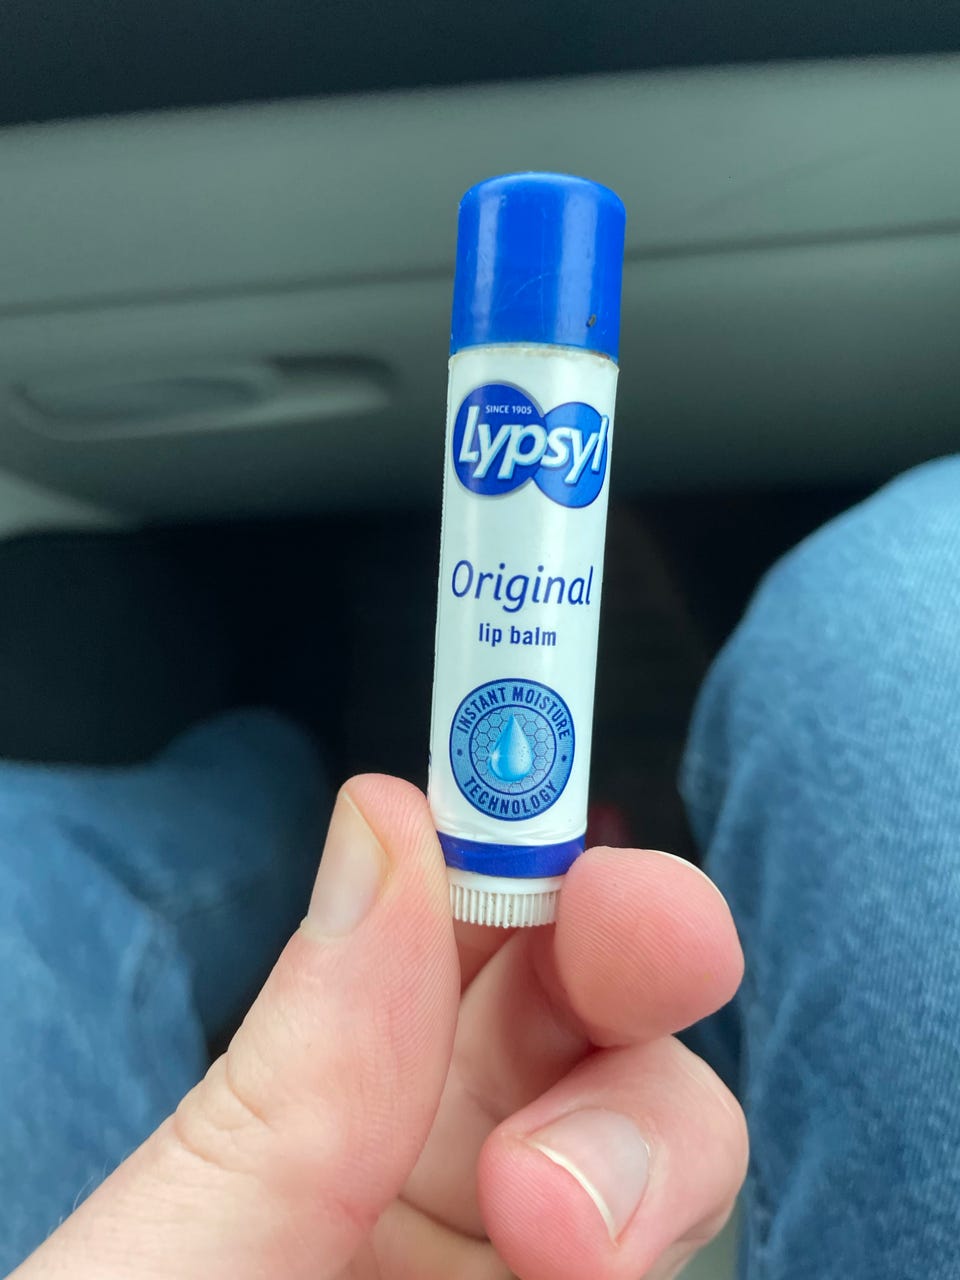 SINCE 1905
Lypsyl
Original
lip balm
INSTANT MOISTURE
TECHNOLOGY